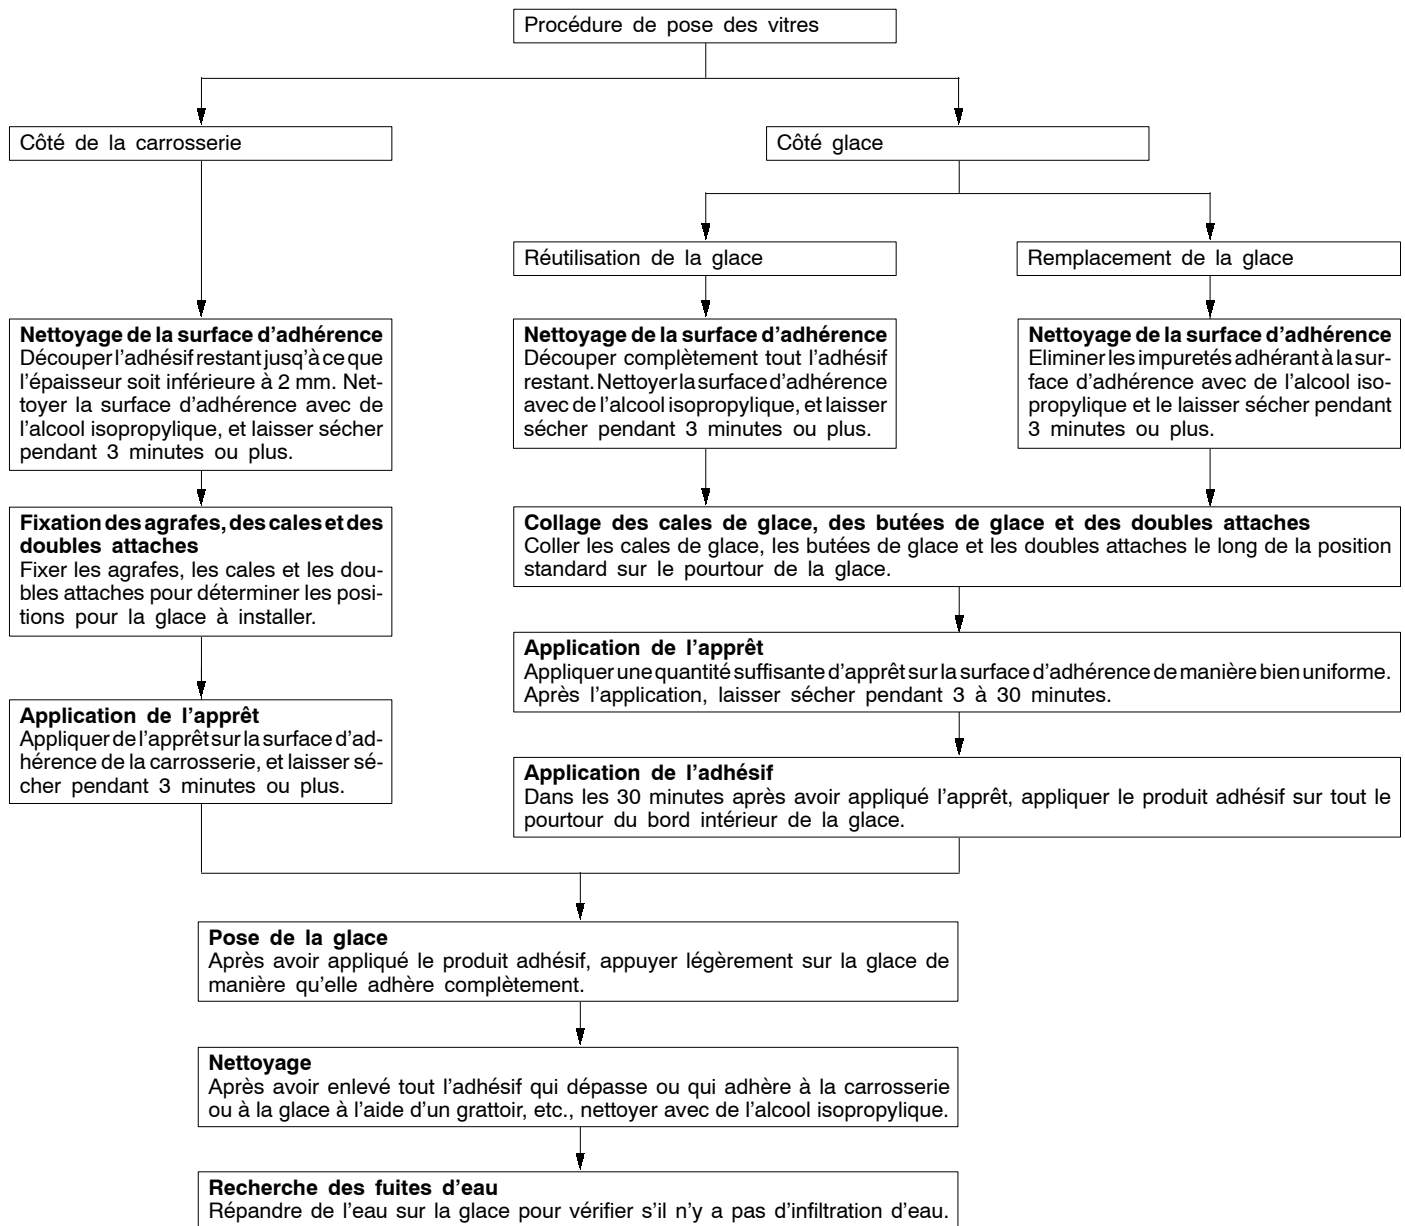 Procédure de pose des vitres
Côté de la carrosserie
Côté glace
Réutilisation de la glace
Remplacement de la glace
Nettoyage de la surface d'adhérence
Découper l'adhésif restant jusqu'à ce que
l'épaisseur soit inférieure à 2 mm. Net-
toyer la surface d'adhérence avec de
l'alcool isopropylique, et laisser sécher
pendant 3 minutes ou plus.
Nettoyage de la surface d'adhérence
Découper complètement tout l'adhésif
restant. Nettoyer la surface d'adhérence
avec de l'alcool isopropylique, et laisser
sécher pendant 3 minutes ou plus.
Nettoyage de la surface d'adhérence
Eliminer les impuretés adhérant à la sur-
face d'adhérence avec de l'alcool iso-
propylique et le laisser sécher pendant
3 minutes ou plus.
Fixation des agrafes, des cales et des
doubles attaches
Fixer les agrafes, les cales et les dou-
bles attaches pour déterminer les posi-
tions pour la glace à installer.
Collage des cales de glace, des butées de glace et des doubles attaches
Coller les cales de glace, les butées de glace et les doubles attaches le long de la position
standard sur le pourtour de la glace.
Application de l'apprêt
Appliquer une quantité suffisante d'apprêt sur la surface d'adhérence de manière bien uniforme.
Après l'application, laisser sécher pendant 3 à 30 minutes.
Application de l'apprêt
Appliquer de l'apprêt sur la surface d'ad-
hérence de la carrosserie, et laisser sé-
cher pendant 3 minutes ou plus.
Application de l'adhésif
Dans les 30 minutes après avoir appliqué l'apprêt, appliquer le produit adhésif sur tout le
pourtour du bord intérieur de la glace.
Pose de la glace
Après avoir appliqué le produit adhésif, appuyer légèrement sur la glace de
manière qu'elle adhère complètement.
Nettoyage
Après avoir enlevé tout l'adhésif qui dépasse ou qui adhère à la carrosserie
ou à la glace à l'aide d'un grattoir, etc., nettoyer avec de l'alcool isopropylique.
Recherche des fuites d'eau
Répandre de l'eau sur la glace pour vérifier s'il n'y a pas d'infiltration d'eau.